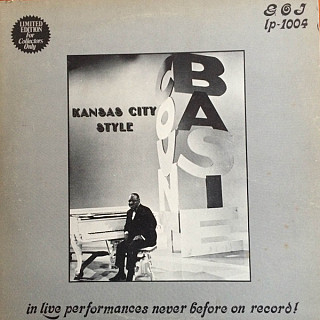 LIMITED
EDITION
For
Collectors
Only
GOJ
lp-1004
KANSAS CITY
STYLE
COUNT
BASIE
in live performances never before on record!